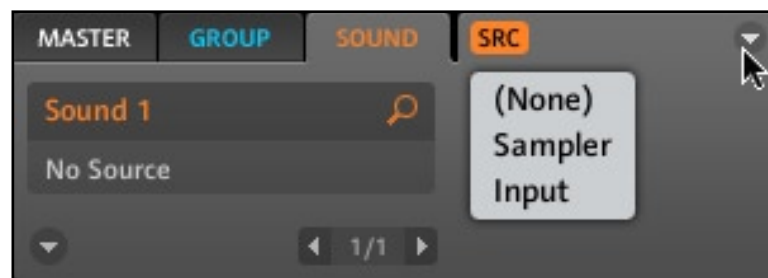 MASTER GROUP SOUND SRC
Sound 1
No Source
1/1
(None)
Sampler
Input